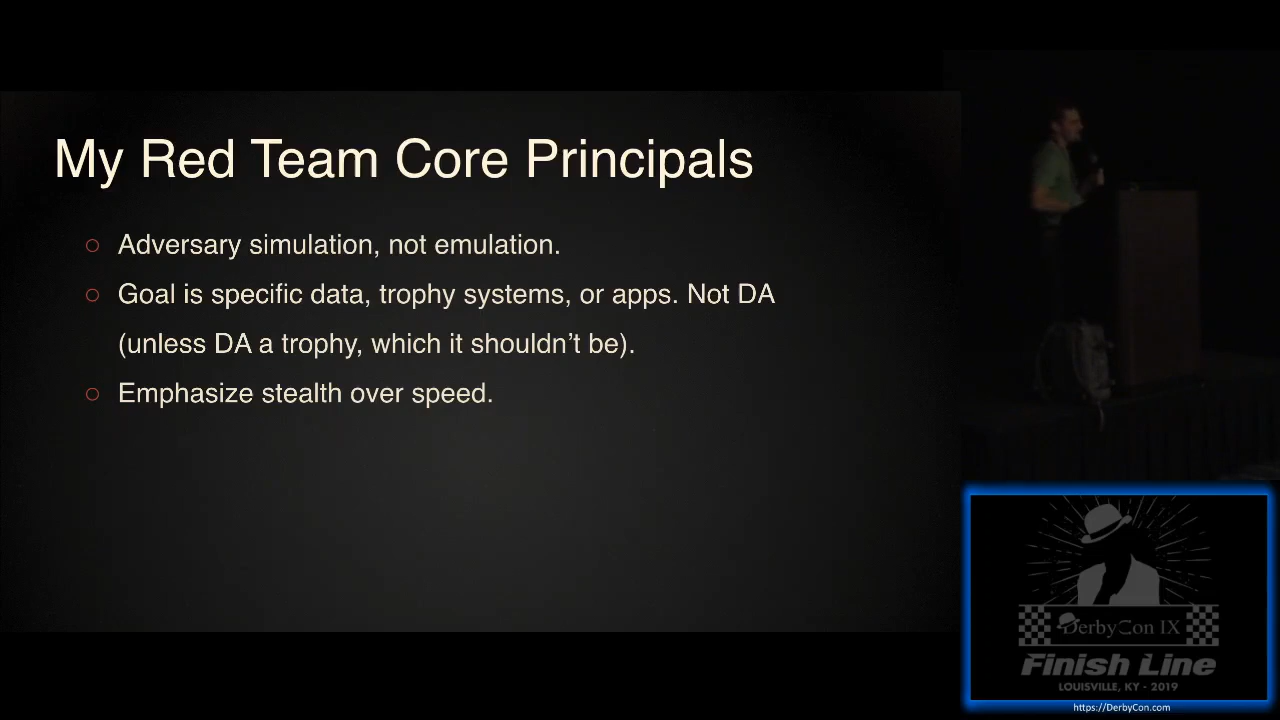 My Red Team Core Principals
Adversary simulation, not emulation.
Goal is specific data, trophy systems, or apps. Not DA
(unless DA a trophy, which it shouldn’t be).
Emphasize stealth over speed.
DerbyCon IX
Finish Line
LOUISVILLE, KY - 2019
https://DerbyCon.com